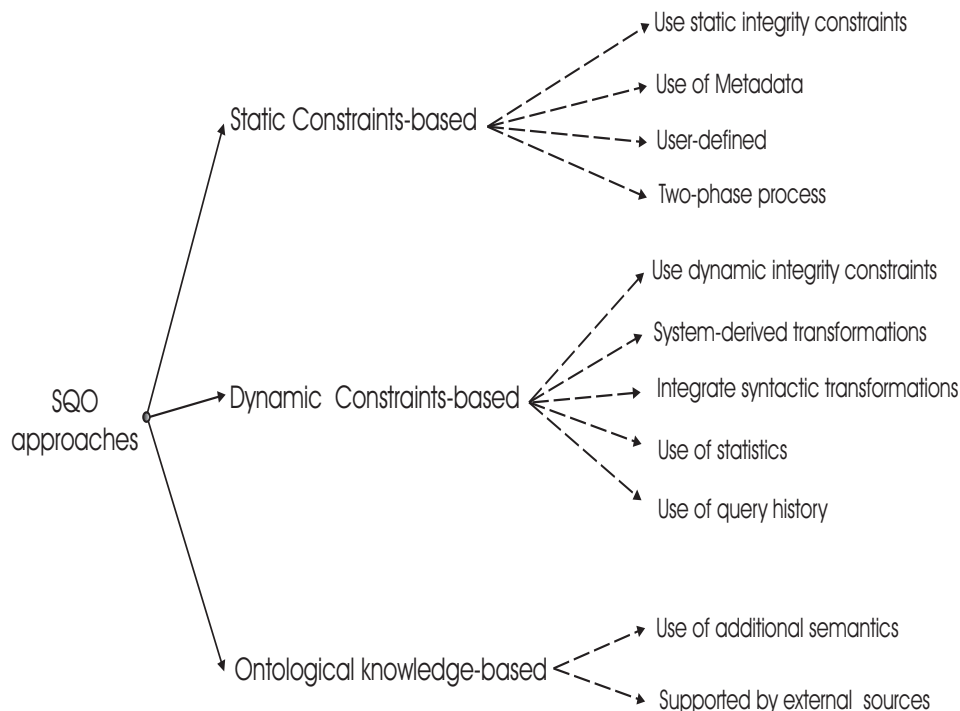 Use static integrity constraints
Use of Metadata
Static Constraints-based
User-defined
Two-phase process
Use dynamic integrity constraints
System-derived transformations
SQO
approaches
Dynamic Constraints-based
Integrate syntactic transformations
Use of statistics
Use of query history
Use of additional semantics
Ontological knowledge-based
Supported by external sources